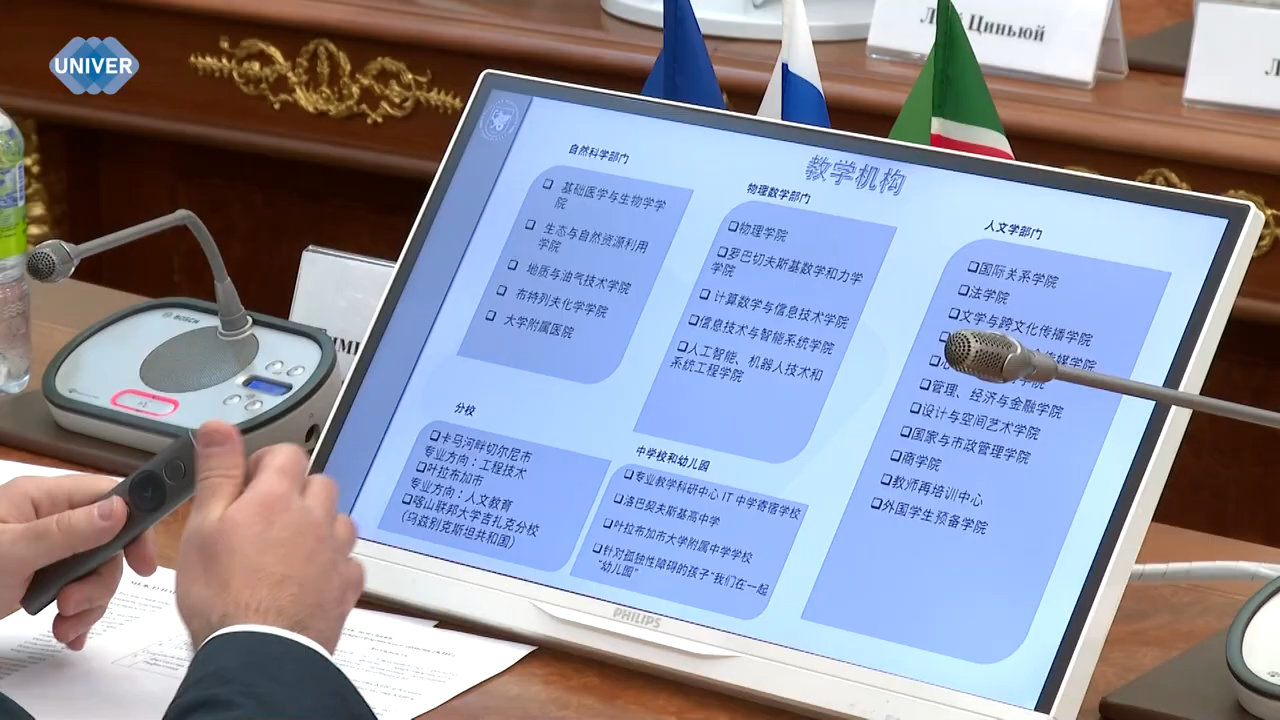 UNIVER
Циньюй
BOSCH
教学机构
自然科学部门
基础医学与生物学学
院
生态与自然资源利用
学院
地质与油气技术学院
布特列夫化学学院
大学附属医院
物理数学部门
物理学院
罗巴切夫斯基数学和力学
学院
计算数学与信息技术学院
信息技术与智能系统学院
人工智能、机器人技术和
系统工程学院
人文学部门
国际关系学院
法学院
文学与跨文化传播学院
管理、经济与金融学院
设计与空间艺术学院
国家与市政管理学院
商学院
教师再培训中心
外国学生预备学院
分校
卡马河畔切尔尼市
专业方向：工程技术
叶拉布加市
专业方向：人文教育
喀山联邦大学吉扎克分校
（乌兹别克斯坦共和国）
中学校和幼儿园
专业教学科研中心 IT 中学寄宿学校
洛巴契夫斯基高中学
叶拉布加市大学附属中学学校
针对孤独性障碍的孩子“我们在一起
”幼儿园
PHILIPS